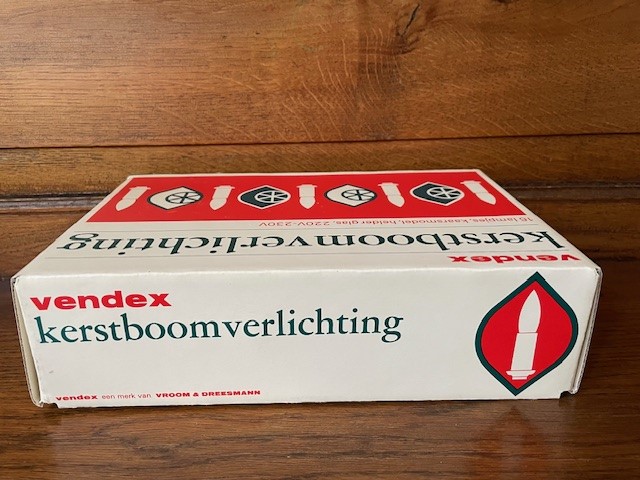 vendex
kerstboomverlichting
vendex een merk van VROOM & DREESMANN
vendex
kerstboomverlichting
16 lampjes, kaarsmodel, helder glas, 220V-230V